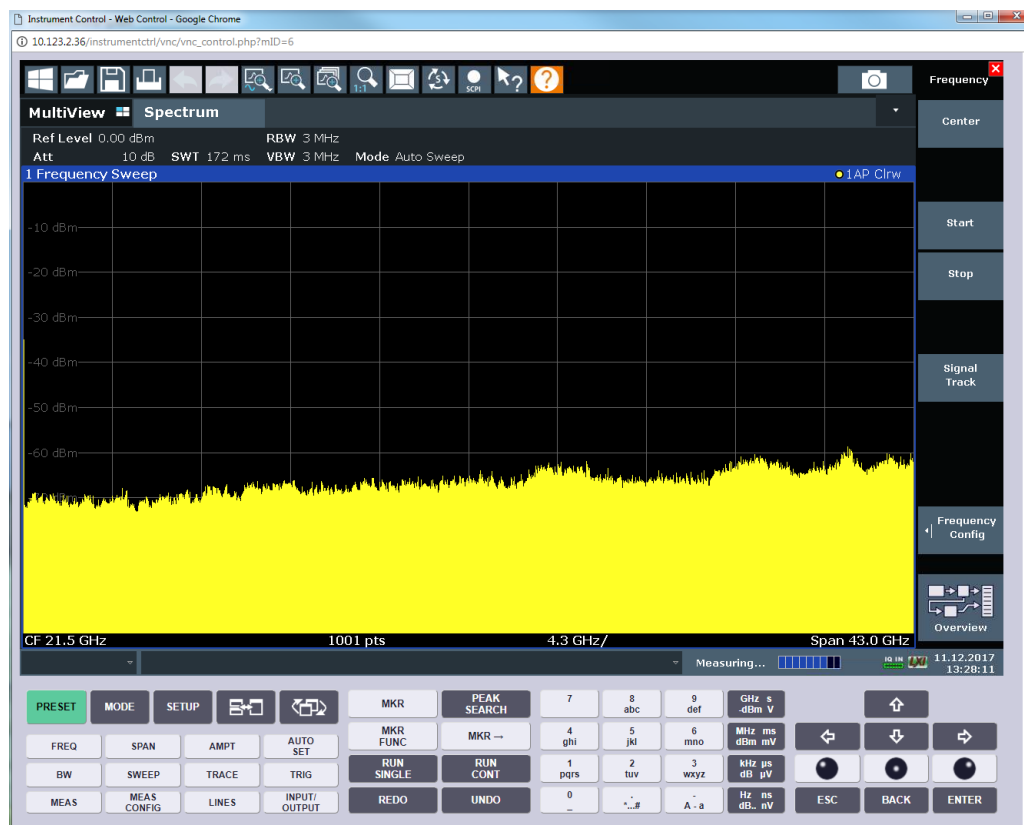 Instrument Control - Web Control - Google Chrome
10.123.2.36/instrumentctrl/vnc/vnc_control.php?mID=6
1:1
S
SCPI
?
?
Frequency
MultiView
Spectrum
Center
Ref Level 0.00 dBm RBW 3 MHz
Att 10 dB SWT 172 ms VBW 3 MHz Mode Auto Sweep
1 Frequency Sweep
1AP Clrw
Start
Stop
Signal
Track
Frequency
Config
Overview
-10 dBm
-20 dBm
-30 dBm
-40 dBm
-50 dBm
-60 dBm
CF 21.5 GHz 1001 pts 4.3 GHz/ Span 43.0 GHz
Measuring...
IQ IN
LXI
11.12.2017
13:28:11
PRESET
MODE
SETUP
MKR
PEAK
SEARCH
7
8
abc
9
def
GHz s
-dBm V
FREQ
SPAN
AMPT
AUTO
SET
MKR
FUNC
MKR →
4
ghi
5
jkl
6
mno
MHz ms
dBm mV
BW
SWEEP
TRACE
TRIG
RUN
SINGLE
RUN
CONT
1
pqrs
2
tuv
3
wxyz
kHz µs
dB µV
MEAS
MEAS
CONFIG
LINES
INPUT/
OUTPUT
REDO
UNDO
0
_
.
*...#
-
A - a
Hz ns
dB.. nV
ESC
BACK
ENTER